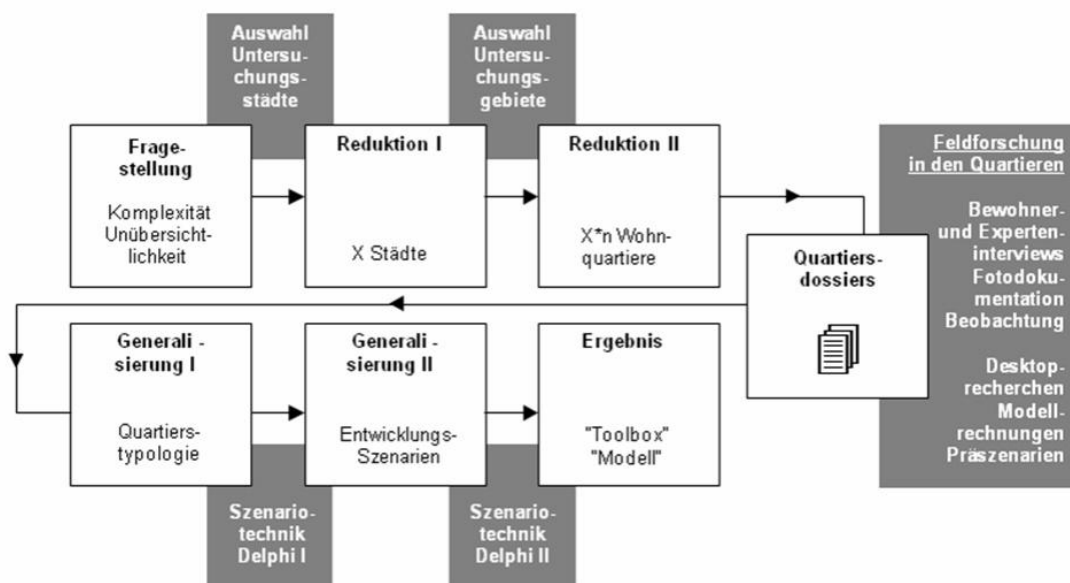 Auswahl
Untersu-
chungs-
städte
Auswahl
Untersu-
chungs-
gebiete
Frage-
stellung
Komplexität
Unübersicht-
lichkeit
Reduktion I
X Städte
Reduktion II
X*n Wohn-
quartiere
Quartiers-
dossiers
Feldforschung
in den Quartieren
Bewohner-
und Experten-
interviews
Fotodoku-
mentation
Beobachtung
Desktop-
recherchen
Modell-
rechnungen
Präszenarien
Generali -
sierung I
Quartiers-
typologie
Generali -
sierung II
Entwicklungs-
Szenarien
Ergebnis
"Toolbox"
"Modell"
Szenario-
technik
Delphi I
Szenario-
technik
Delphi II